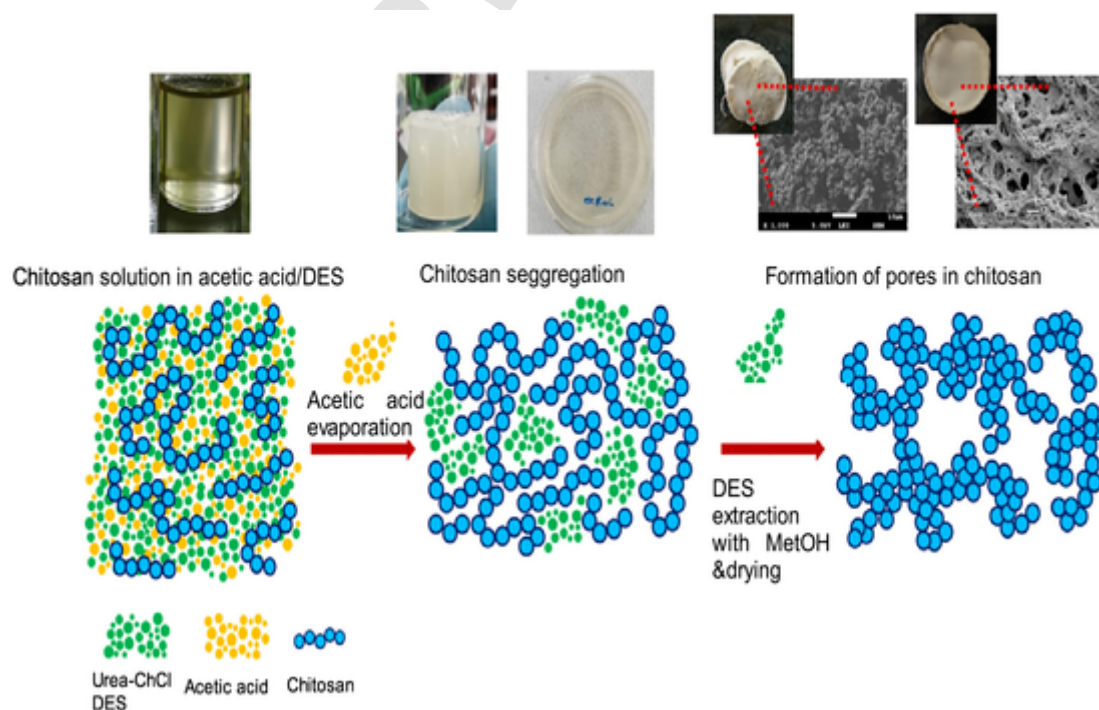 Chitosan solution in acetic acid/DES
Chitosan seggregation
Formation of pores in chitosan
Acetic acid
evaporation
DES
extraction
with MetOH
&drying
Urea-ChCl
DES
Acetic acid
Chitosan